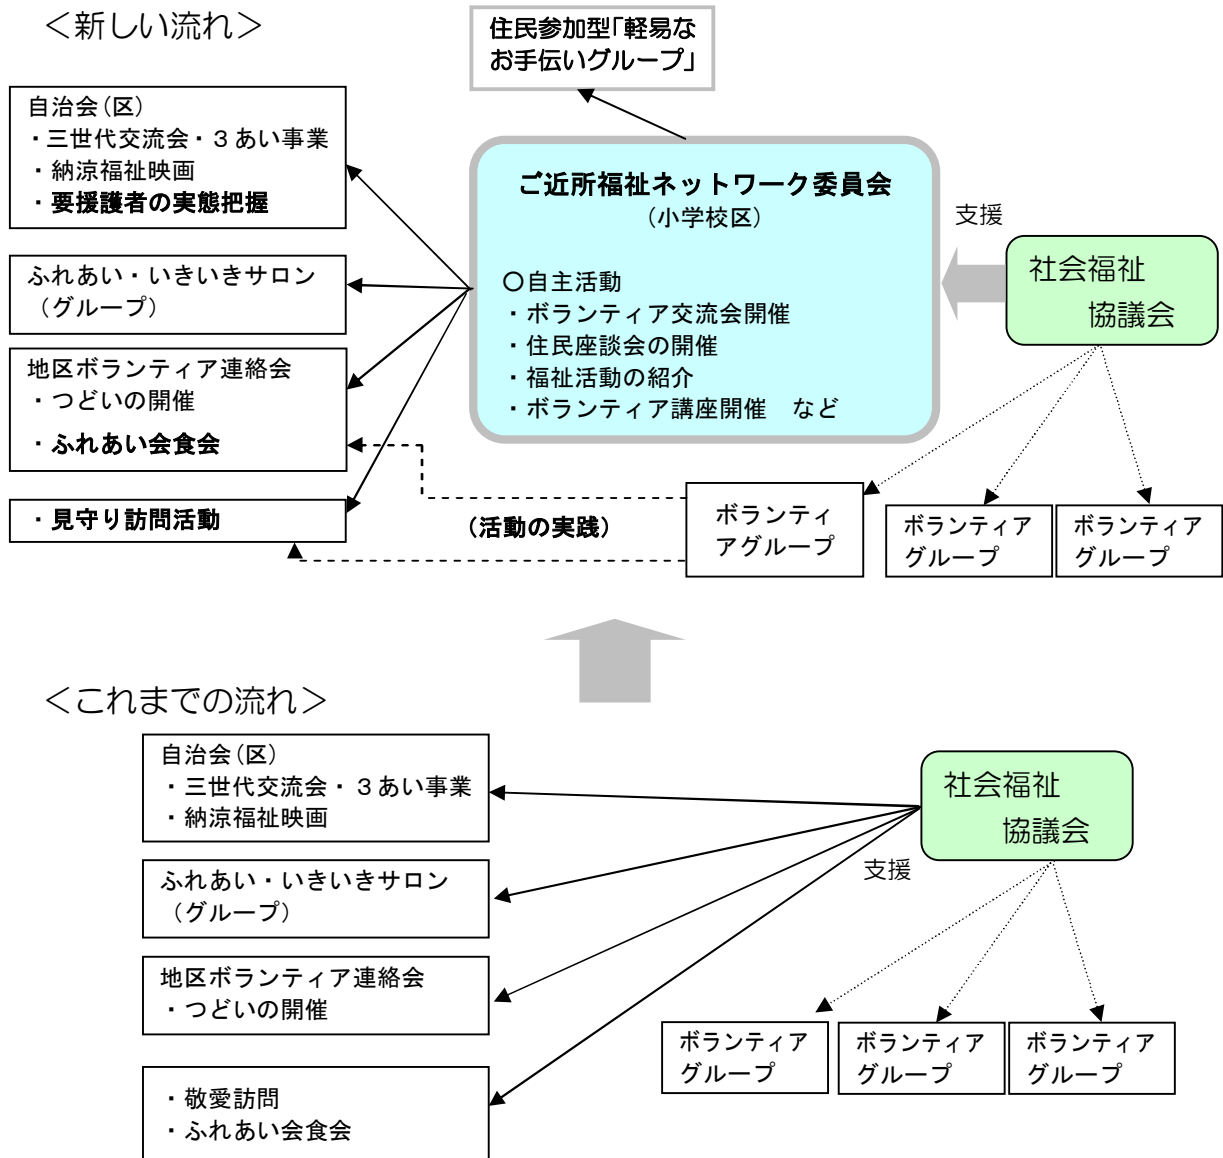 ＜新しい流れ＞
住民参加型「軽易な
お手伝いグループ」
自治会（区）
・三世代交流会・３あい事業
・納涼福祉映画
・要援護者の実態把握
ふれあい・いきいきサロン
（グループ）
地区ボランティア連絡会
・つどいの開催
・ふれあい会食会
・見守り訪問活動
ご近所福祉ネットワーク委員会
（小学校区）
〇自主活動
・ボランティア交流会開催
・住民座談会の開催
・福祉活動の紹介
・ボランティア講座開催　など
支援
社会福祉
協議会
（活動の実践）
ボランティ
アグループ
ボランティア
グループ
ボランティア
グループ
＜これまでの流れ＞
自治会（区）
・三世代交流会・３あい事業
・納涼福祉映画
ふれあい・いきいきサロン
（グループ）
地区ボランティア連絡会
・つどいの開催
・敬愛訪問
・ふれあい会食会
社会福祉
協議会
支援
ボランティア
グループ
ボランティア
グループ
ボランティア
グループ